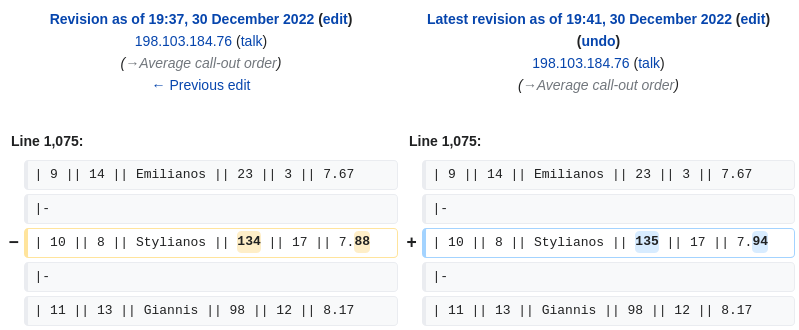 Revision as of 19:37, 30 December 2022 (edit)
198.103.184.76 (talk)
(→Average call-out order)
← Previous edit
Latest revision as of 19:41, 30 December 2022 (edit)
(undo)
198.103.184.76 (talk)
(→Average call-out order)
Line 1,075:
Line 1,075:
| 9 || 14 || Emilianos || 23 || 3 || 7.67
| 9 || 14 || Emilianos || 23 || 3 || 7.67
|-
|-
− | 10 || 8 || Stylianos || 134 || 17 || 7.88
+ | 10 || 8 || Stylianos || 135 || 17 || 7.94
|-
|-
| 11 || 13 || Giannis || 98 || 12 || 8.17
| 11 || 13 || Giannis || 98 || 12 || 8.17